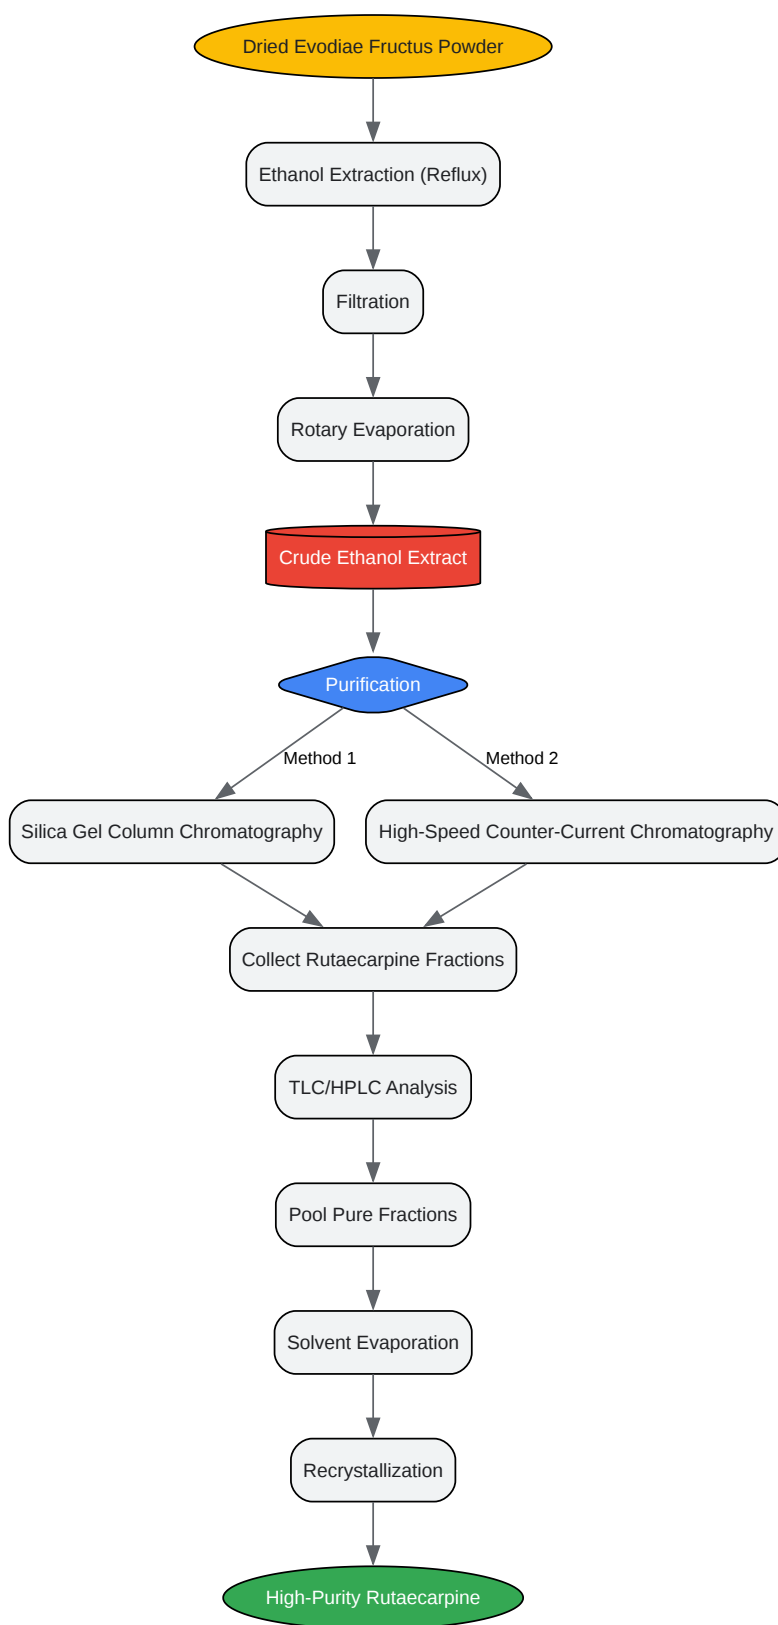 Dried Evodiae Fructus Powder
Ethanol Extraction (Reflux)
Filtration
Rotary Evaporation
Crude Ethanol Extract
Purification
Method 1
Method 2
Silica Gel Column Chromatography
High-Speed Counter-Current Chromatography
Collect Rutaecarpine Fractions
TLC/HPLC Analysis
Pool Pure Fractions
Solvent Evaporation
Recrystallization
High-Purity Rutaecarpine